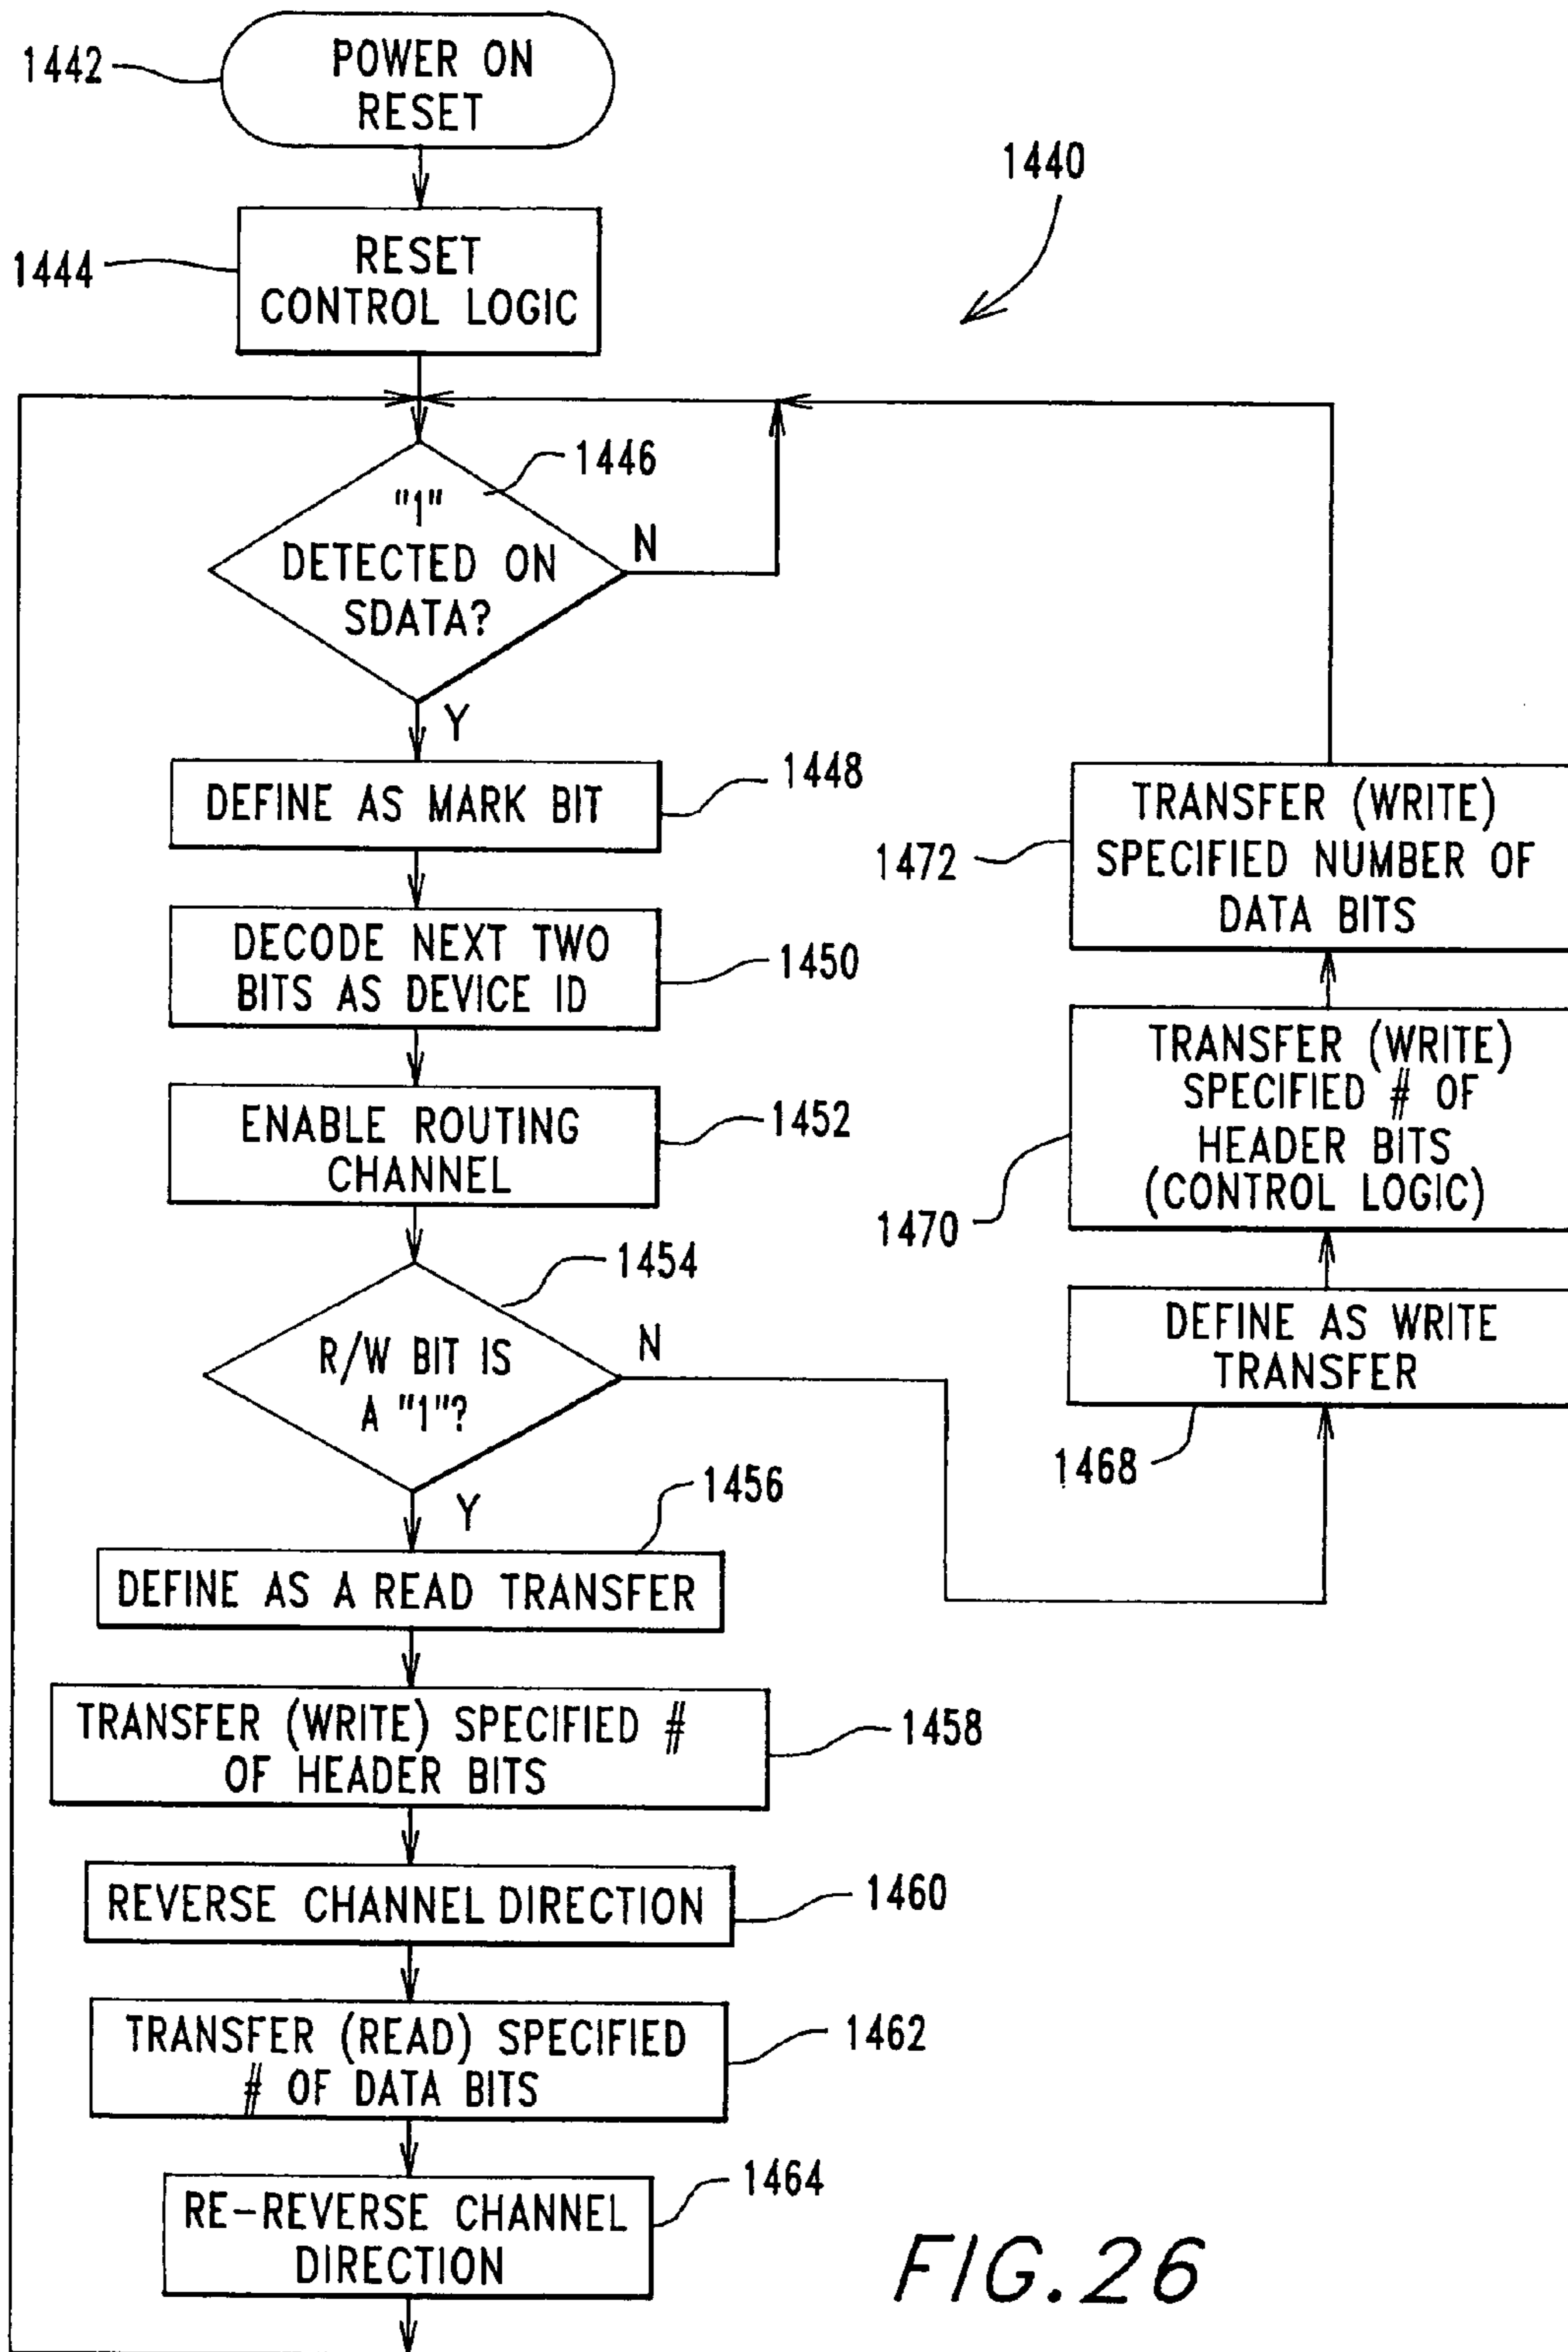 1442
POWER ON
RESET
1440
1444
RESET
CONTROL LOGIC
1446
"1"
DETECTED ON
SDATA?
N
Y
DEFINE AS MARK BIT
1448
DECODE NEXT TWO
BITS AS DEVICE ID
1450
ENABLE ROUTING
CHANNEL
1452
1454
R/W BIT IS
A "1"?
N
Y
1456
DEFINE AS A READ TRANSFER
TRANSFER (WRITE) SPECIFIED #
OF HEADER BITS
1458
REVERSE CHANNEL DIRECTION
1460
TRANSFER (READ) SPECIFIED
# OF DATA BITS
1462
RE-REVERSE CHANNEL
DIRECTION
1464
TRANSFER (WRITE)
SPECIFIED NUMBER OF
DATA BITS
1472
TRANSFER (WRITE)
SPECIFIED # OF
HEADER BITS
(CONTROL LOGIC)
1470
DEFINE AS WRITE
TRANSFER
1468
FIG.26